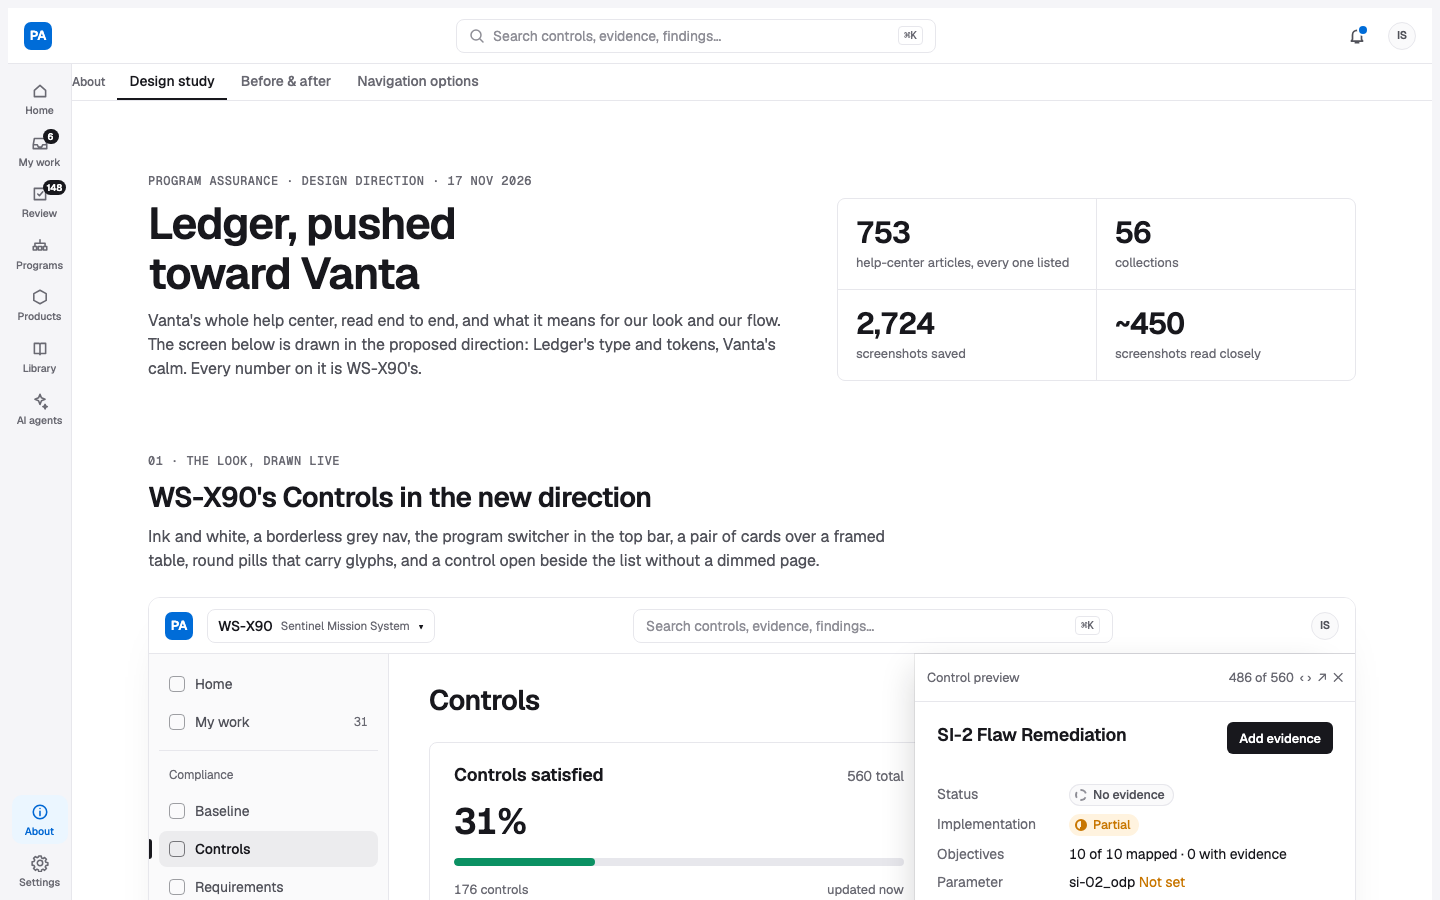 PA
Search controls, evidence, findings...
⌘K
IS
Home
6
My work
148
Review
Programs
Products
Library
AI agents
About
Settings
About
Design study
Before & after
Navigation options
PROGRAM ASSURANCE · DESIGN DIRECTION · 17 NOV 2026
Ledger, pushed
toward Vanta
Vanta's whole help center, read end to end, and what it means for our look and our flow.
The screen below is drawn in the proposed direction: Ledger's type and tokens, Vanta's
calm. Every number on it is WS-X90's.
753
help-center articles, every one listed
56
collections
2,724
screenshots saved
~450
screenshots read closely
01 · THE LOOK, DRAWN LIVE
WS-X90's Controls in the new direction
Ink and white, a borderless grey nav, the program switcher in the top bar, a pair of cards over a framed
table, round pills that carry glyphs, and a control open beside the list without a dimmed page.
PA
WS-X90 Sentinel Mission System ▾
Search controls, evidence, findings...
⌘K
IS
Home
My work 31
Compliance
Baseline
Controls
Requirements
Controls
Controls satisfied
560 total
31%
176 controls
updated now
Control preview
486 of 560 ‹ › ↗ ✕
SI-2 Flaw Remediation
Add evidence
Status No evidence
Implementation Partial
Objectives 10 of 10 mapped · 0 with evidence
Parameter si-02_odp Not set